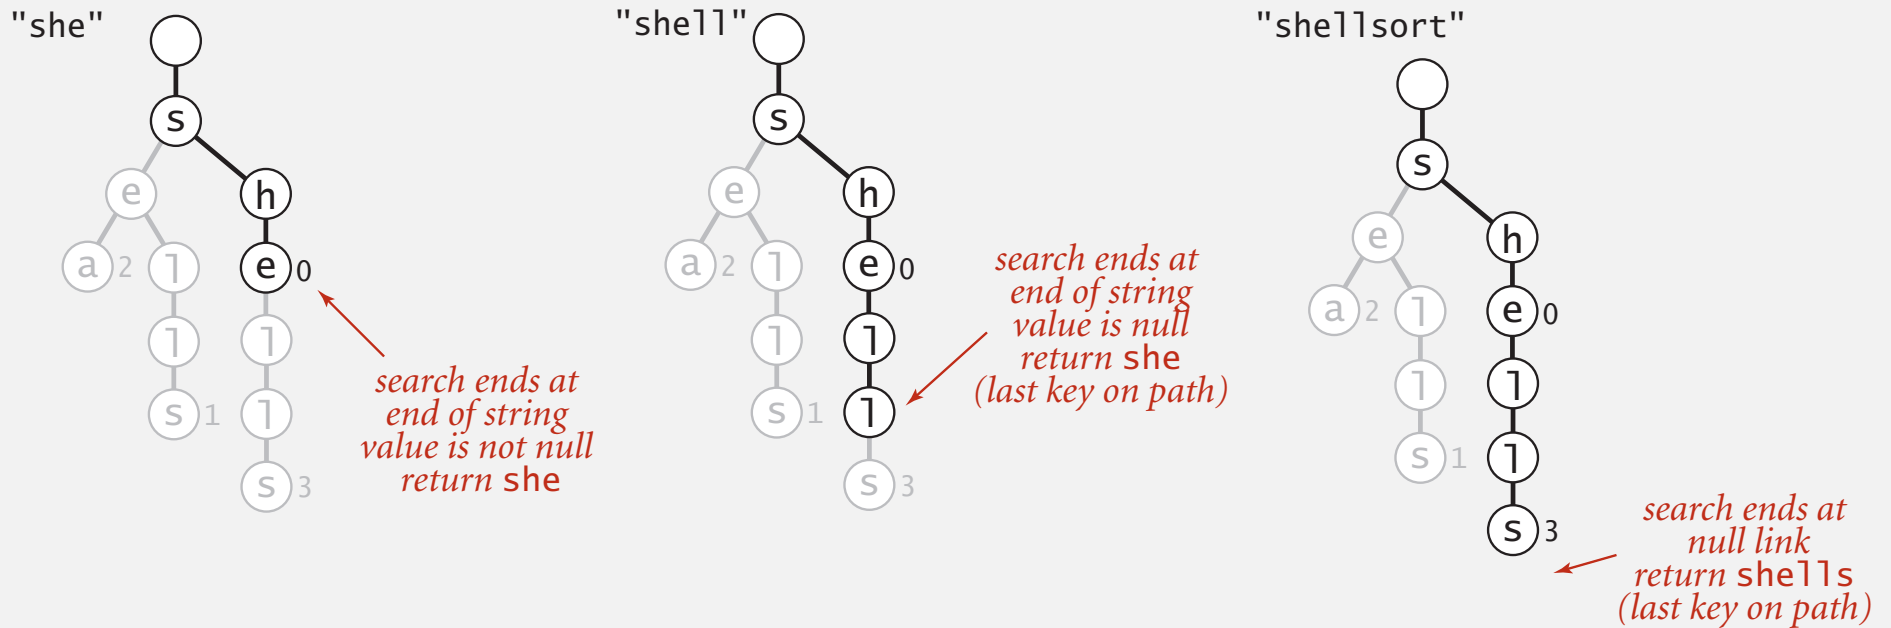 "she"
s
e
h
a 2
l
e 0
l
l
s 1
l
s 3
search ends at
end of string
value is not null
return she
"shell"
s
e
h
a 2
l
e 0
l
l
s 1
l
s 3
search ends at
end of string
value is null
return she
(last key on path)
"shellsort"
s
e
h
a 2
l
e 0
l
l
s 1
l
s 3
search ends at
null link
return shells
(last key on path)